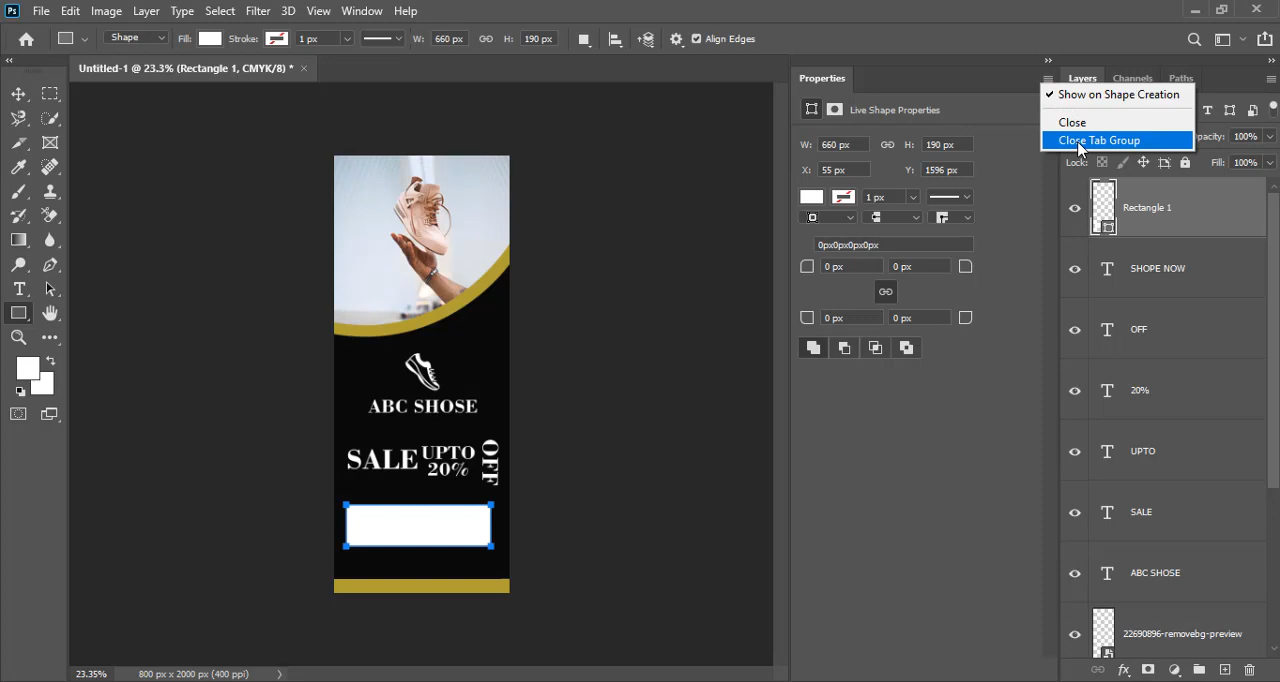 Ps File Edit Image Layer Type Select Filter 3D View Window Help
Shape Fill: Stroke: 1 px W: 660 px H: 190 px Align Edges
Untitled-1 @ 23.3% (Rectangle 1, CMYK/8) * ×
Properties
Layers Channels Paths
Show on Shape Creation
Close
Close Tab Group
Live Shape Properties
Opacity: 100%
W: 660 px H: 190 px
Lock: Fill: 100%
X: 55 px Y: 1596 px
1 px
0px0px0px0px
0 px 0 px
0 px 0 px
Rectangle 1
SHOPE NOW
OFF
20%
UPTO
SALE
ABC SHOSE
22690896-removebg-preview
ABC SHOSE
SALE UPTO 20% OFF
23.35% 800 px x 2000 px (400 ppi)